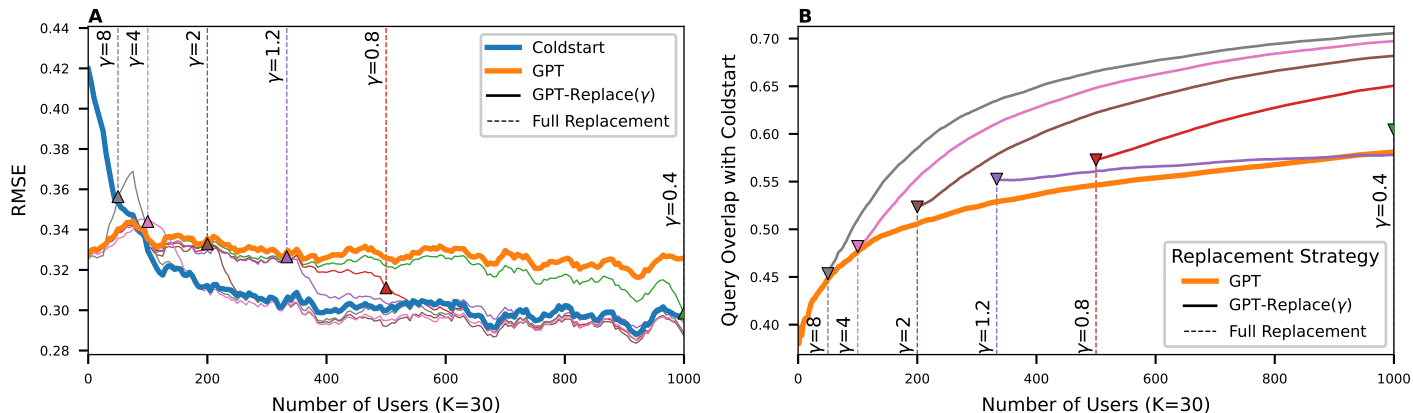 A
0.44
0.42
0.40
0.38
0.36
0.34
0.32
0.30
0.28
RMSE
γ=8
γ=4
γ=2
γ=1.2
γ=0.8
γ=0.4
Coldstart
GPT
GPT-Replace(γ)
Full Replacement
0
200
400
600
800
1000
Number of Users (K=30)
B
0.70
0.65
0.60
0.55
0.50
0.45
0.40
Query Overlap with Coldstart
γ=8
γ=4
γ=2
γ=1.2
γ=0.8
γ=0.4
Replacement Strategy
GPT
GPT-Replace(γ)
Full Replacement
0
200
400
600
800
1000
Number of Users (K=30)